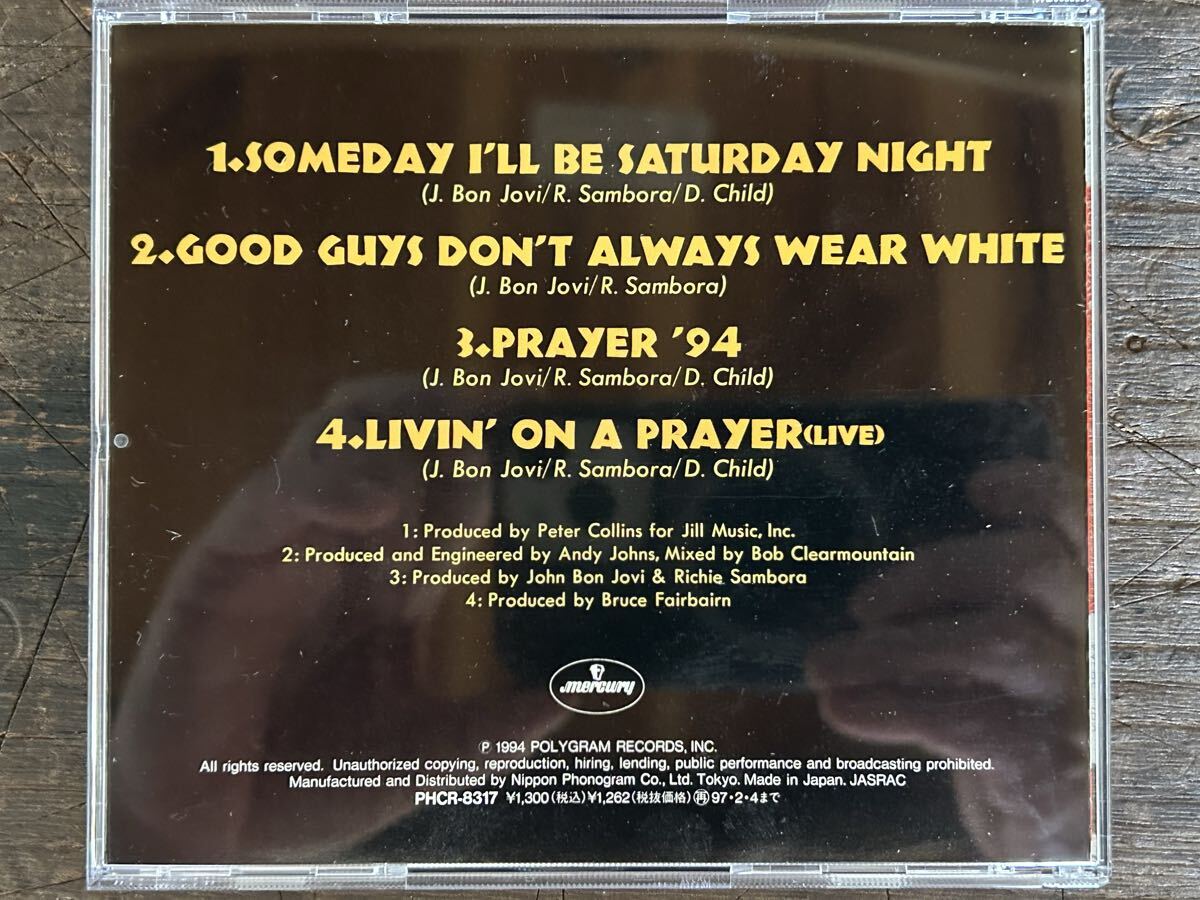 1.SOMEDAY I'LL BE SATURDAY NIGHT
(J. Bon Jovi/R. Sambora/D. Child)
2.GOOD GUYS DON'T ALWAYS WEAR WHITE
(J. Bon Jovi/R. Sambora)
3.PRAYER '94
(J. Bon Jovi/R. Sambora/D. Child)
4.LIVIN' ON A PRAYER(LIVE)
(J. Bon Jovi/R. Sambora/D. Child)
1: Produced by Peter Collins for Jill Music, Inc.
2: Produced and Engineered by Andy Johns, Mixed by Bob Clearmountain
3: Produced by John Bon Jovi & Richie Sambora
4: Produced by Bruce Fairbairn
mercury
℗ 1994 POLYGRAM RECORDS, INC.
All rights reserved. Unauthorized copying, reproduction, hiring, lending, public performance and broadcasting prohibited.
Manufactured and Distributed by Nippon Phonogram Co., Ltd. Tokyo. Made in Japan. JASRAC
PHCR-8317 ¥1,300(税込)¥1,262(税抜価格)㊞97・2・4まで